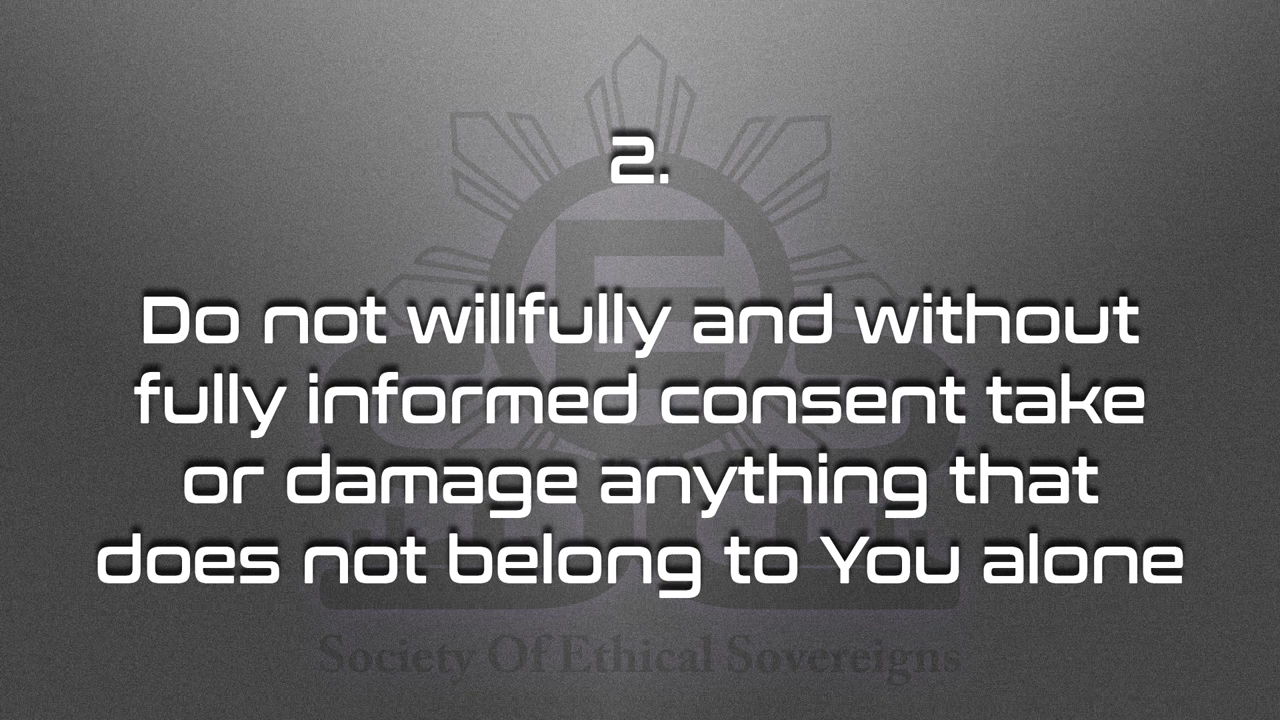 2.
Do not willfully and without
fully informed consent take
or damage anything that
does not belong to You alone
SES
Society Of Ethical Sovereigns